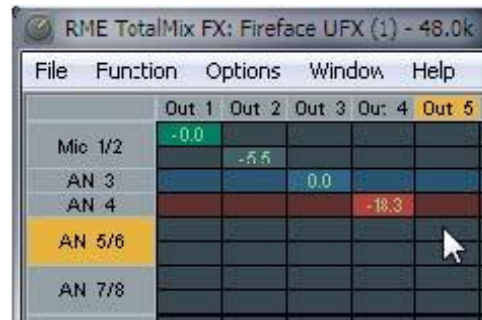 RME TotalMix FX: Fireface UFX (1) - 48.0k
File Function Options Window Help
Out 1 Out 2 Out 3 Out 4 Out 5
Mic 1/2 -0.0
-5.5
AN 3 0.0
AN 4 -18.3
AN 5/6
AN 7/8